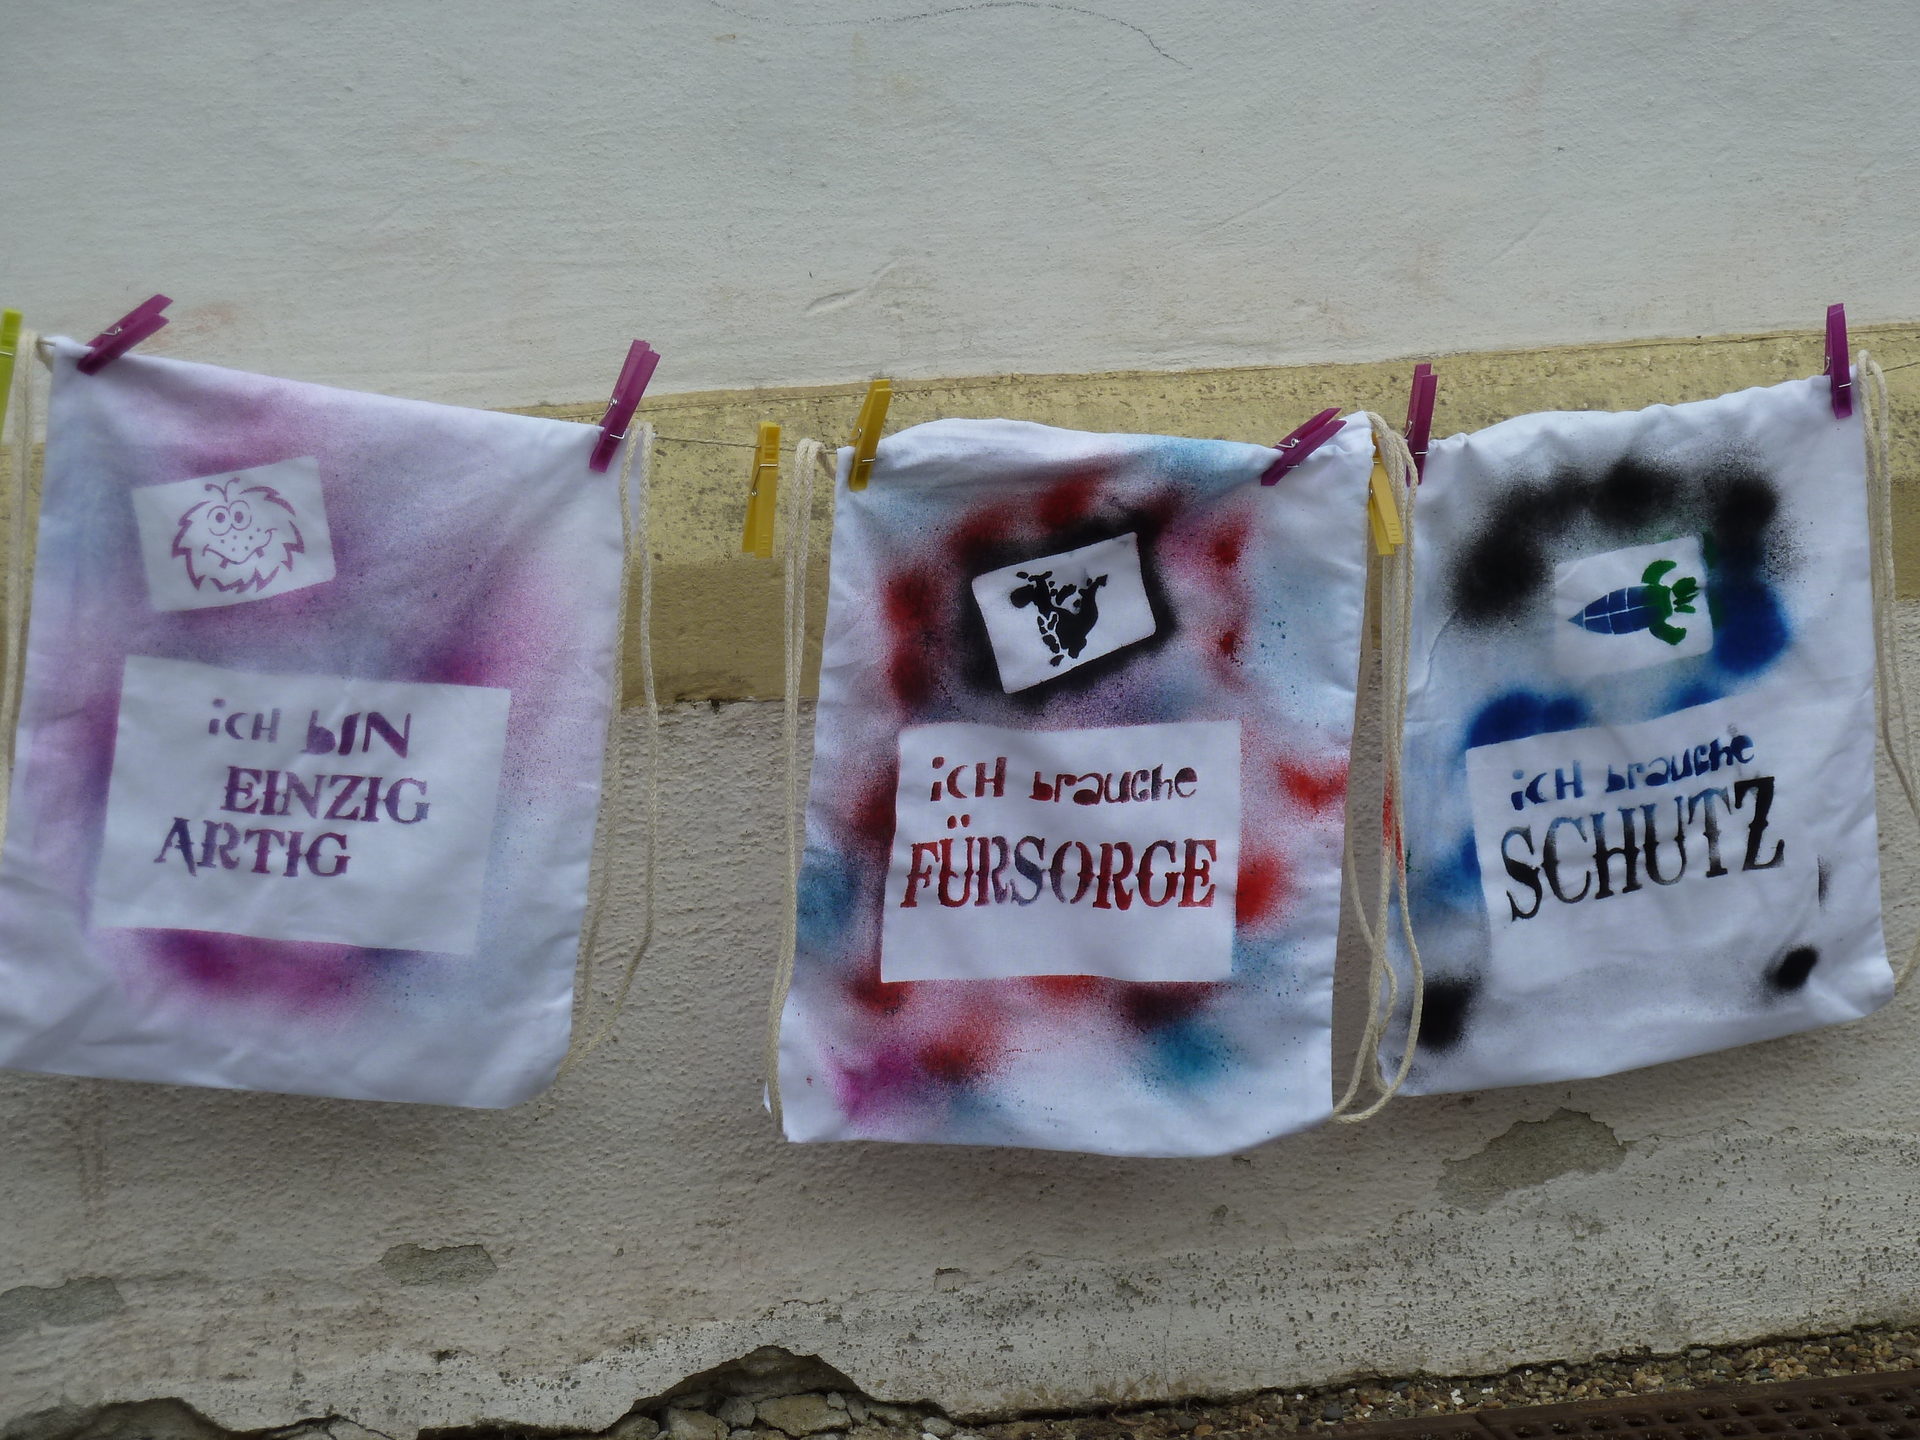 iCH bIN
EINZIG
ARTIG
iCH brauche
FÜRSORGE
iCH brauche
SCHUTZ